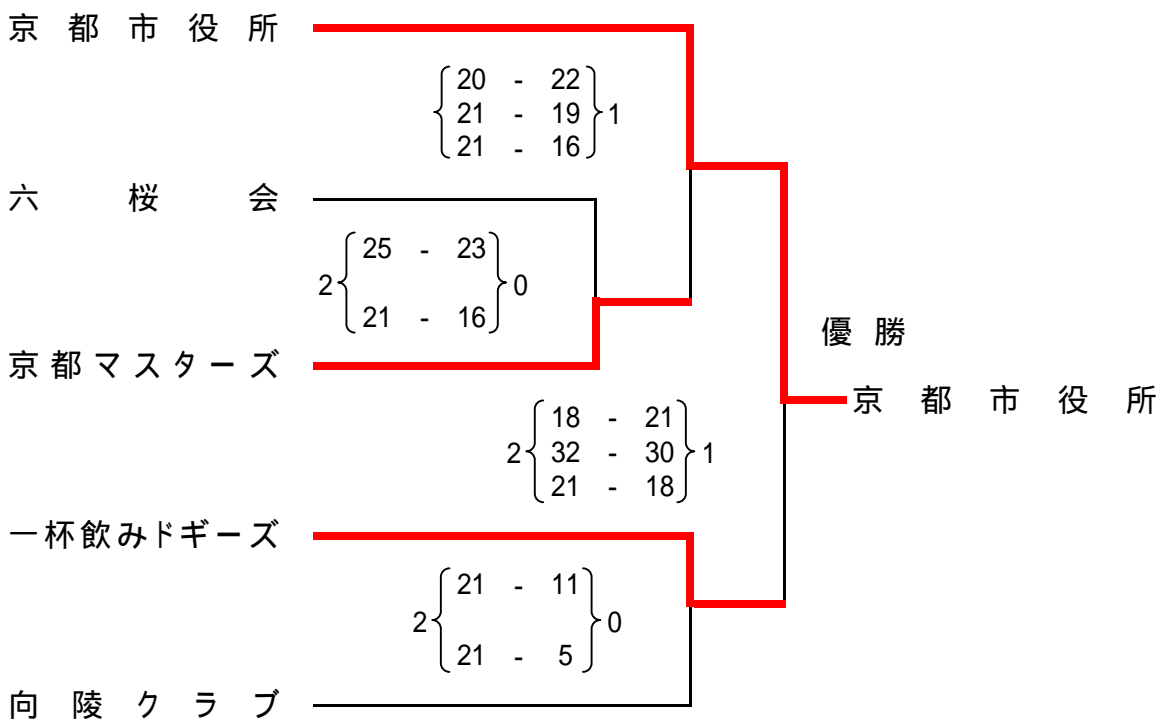 京都市役所
20 - 22
21 - 19 1
21 - 16
六桜会
25 - 23
2 0
21 - 16
優勝
京都マスターズ
京都市役所
18 - 21
2 32 - 30 1
21 - 18
一杯飲みドギーズ
21 - 11
2 0
21 - 5
向陵クラブ